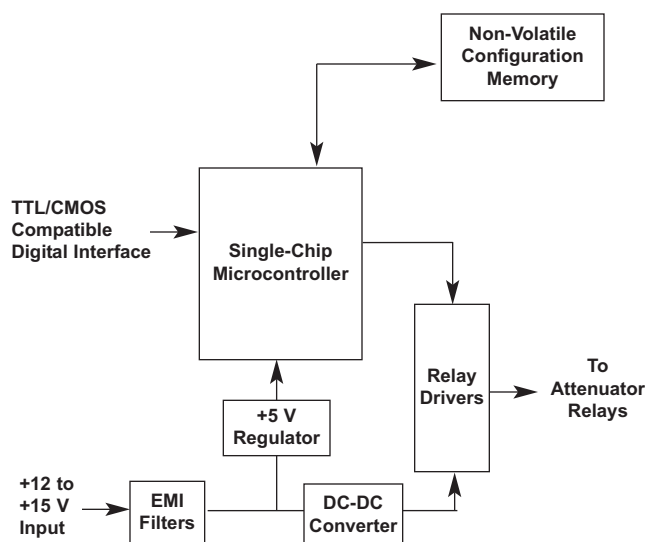 Non-Volatile
Configuration
Memory
TTL/CMOS
Compatible
Digital Interface
Single-Chip
Microcontroller
Relay
Drivers
To
Attenuator
Relays
+5 V
Regulator
+12 to
+15 V
Input
EMI
Filters
DC-DC
Converter